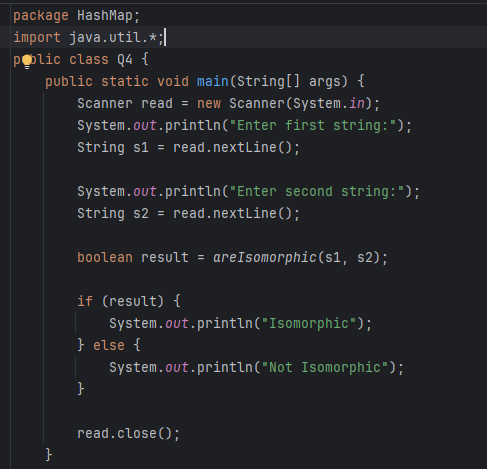 package HashMap;
import java.util.*;
public class Q4 {
    public static void main(String[] args) {
        Scanner read = new Scanner(System.in);
        System.out.println("Enter first string:");
        String s1 = read.nextLine();

        System.out.println("Enter second string:");
        String s2 = read.nextLine();

        boolean result = areIsomorphic(s1, s2);

        if (result) {
            System.out.println("Isomorphic");
        } else {
            System.out.println("Not Isomorphic");
        }

        read.close();
    }